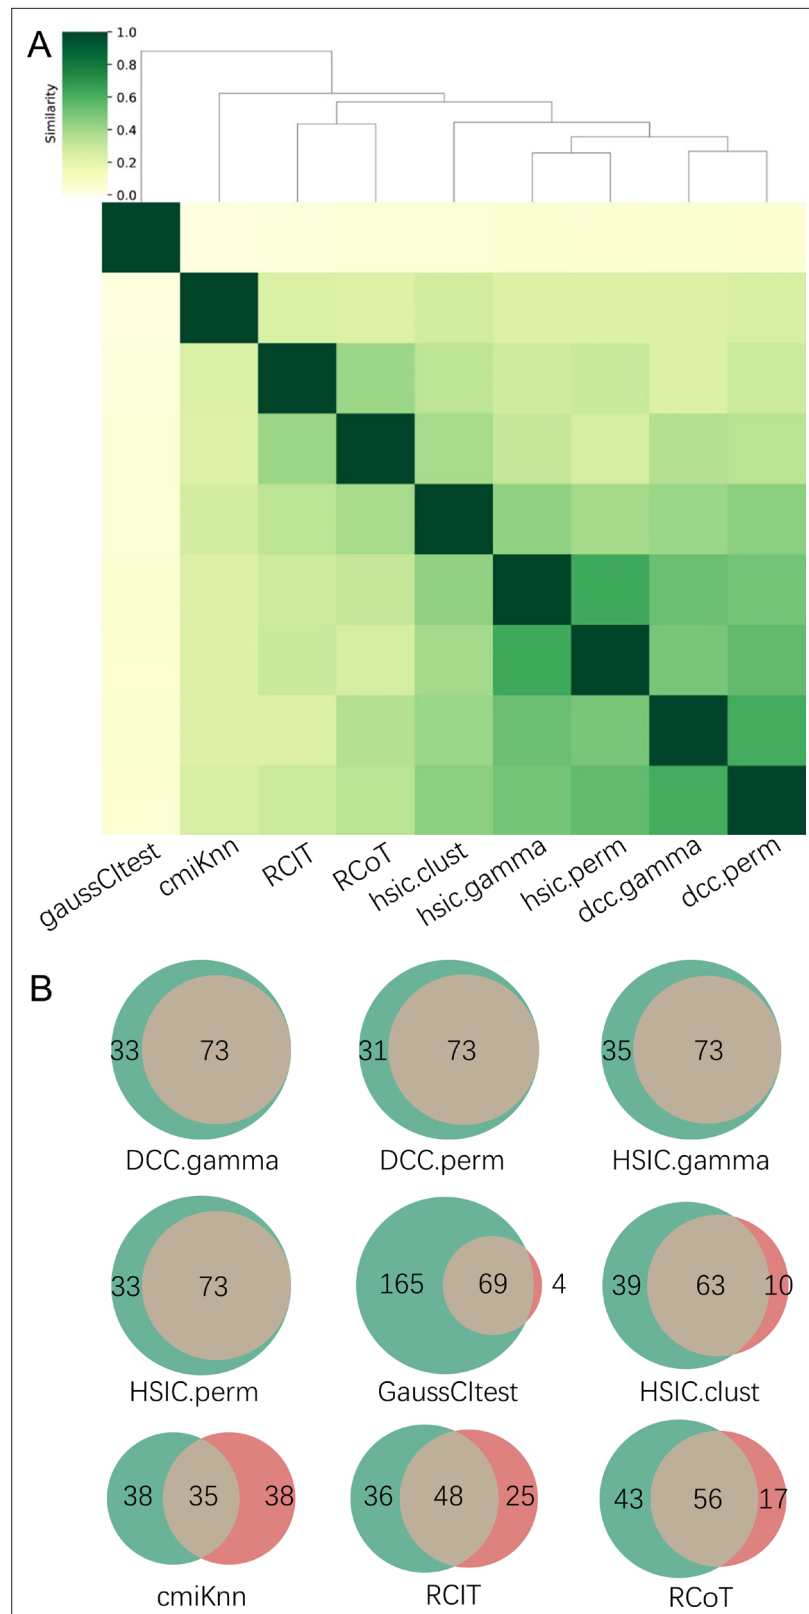 A
Similarity
1.0
0.8
0.6
0.4
0.2
0.0
gaussCItest
cmiKnn
RCIT
RCoT
hsic.clust
hsic.gamma
hsic.perm
dcc.gamma
dcc.perm
B
33 73
31 73
35 73
DCC.gamma
DCC.perm
HSIC.gamma
33 73
165 69 4
39 63 10
HSIC.perm
GaussCItest
HSIC.clust
38 35 38
36 48 25
43 56 17
cmiKnn
RCIT
RCoT